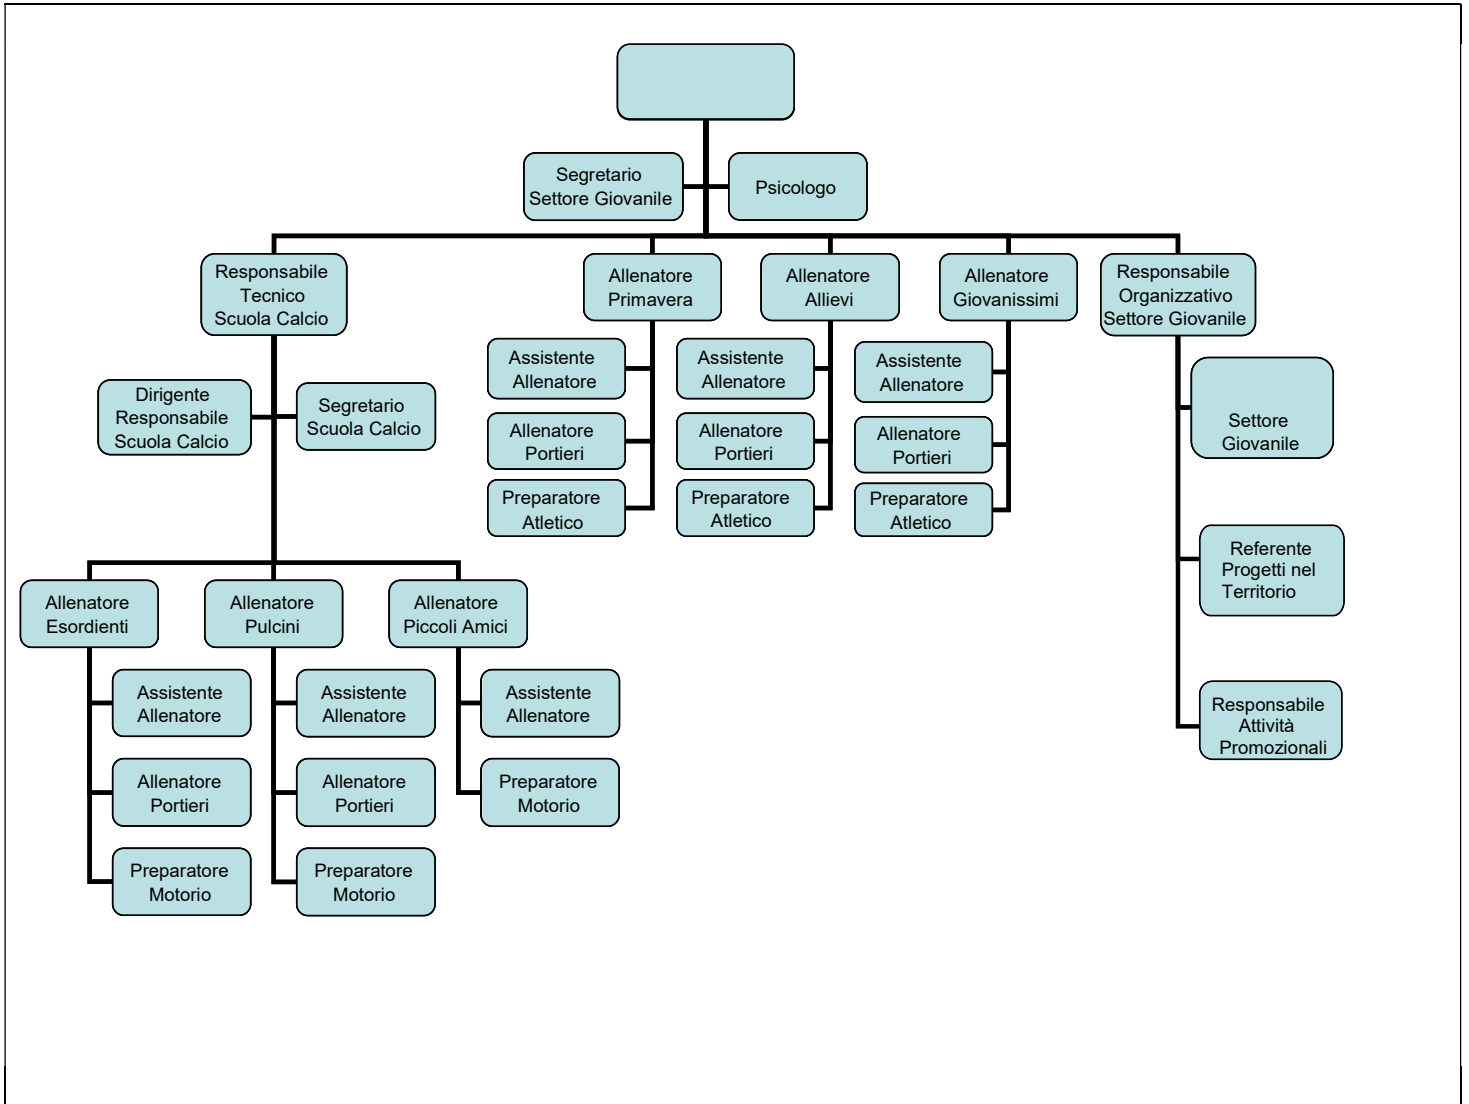 Segretario
Settore Giovanile
Psicologo
Responsabile
Tecnico
Scuola Calcio
Allenatore
Primavera
Allenatore
Allievi
Allenatore
Giovanissimi
Responsabile
Organizzativo
Settore Giovanile
Assistente
Allenatore
Assistente
Allenatore
Assistente
Allenatore
Dirigente
Responsabile
Scuola Calcio
Segretario
Scuola Calcio
Allenatore
Portieri
Allenatore
Portieri
Allenatore
Portieri
Settore
Giovanile
Preparatore
Atletico
Preparatore
Atletico
Preparatore
Atletico
Referente
Progetti nel
Territorio
Allenatore
Esordienti
Allenatore
Pulcini
Allenatore
Piccoli Amici
Assistente
Allenatore
Assistente
Allenatore
Assistente
Allenatore
Responsabile
Attività
Promozionali
Allenatore
Portieri
Allenatore
Portieri
Preparatore
Motorio
Preparatore
Motorio
Preparatore
Motorio